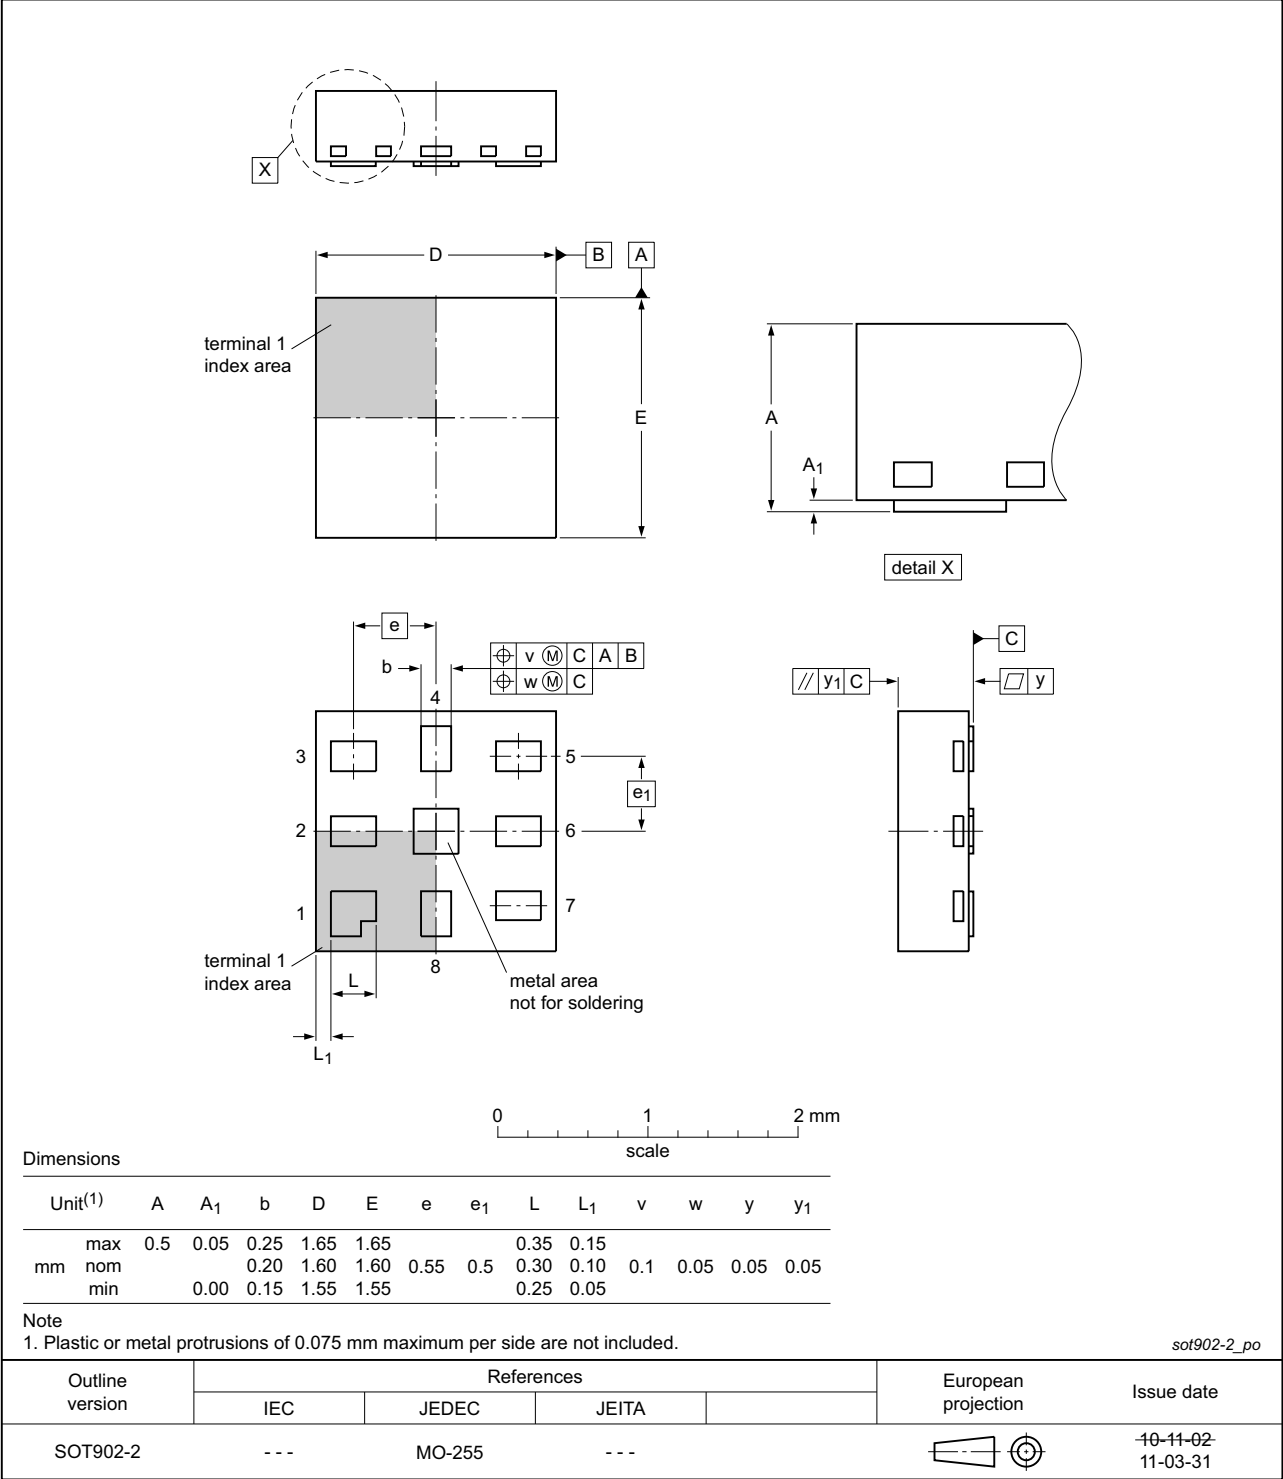 X
D
B
A
terminal 1
index area
E
A
A1
detail X
e
b
v M C A B
w M C
4
3
5
e1
2
6
1
7
terminal 1
index area
L
8
metal area
not for soldering
L1
C
// y1 C
y
0 1 2 mm
scale
Dimensions
Unit(1) A A1 b D E e e1 L L1 v w y y1
max 0.5 0.05 0.25 1.65 1.65 0.35 0.15
mm nom 0.20 1.60 1.60 0.55 0.5 0.30 0.10 0.1 0.05 0.05 0.05
min 0.00 0.15 1.55 1.55 0.25 0.05
Note
1. Plastic or metal protrusions of 0.075 mm maximum per side are not included.
sot902-2_po
Outline
version
References
European
projection
Issue date
IEC JEDEC JEITA
SOT902-2 - - - MO-255 - - -
10-11-02
11-03-31